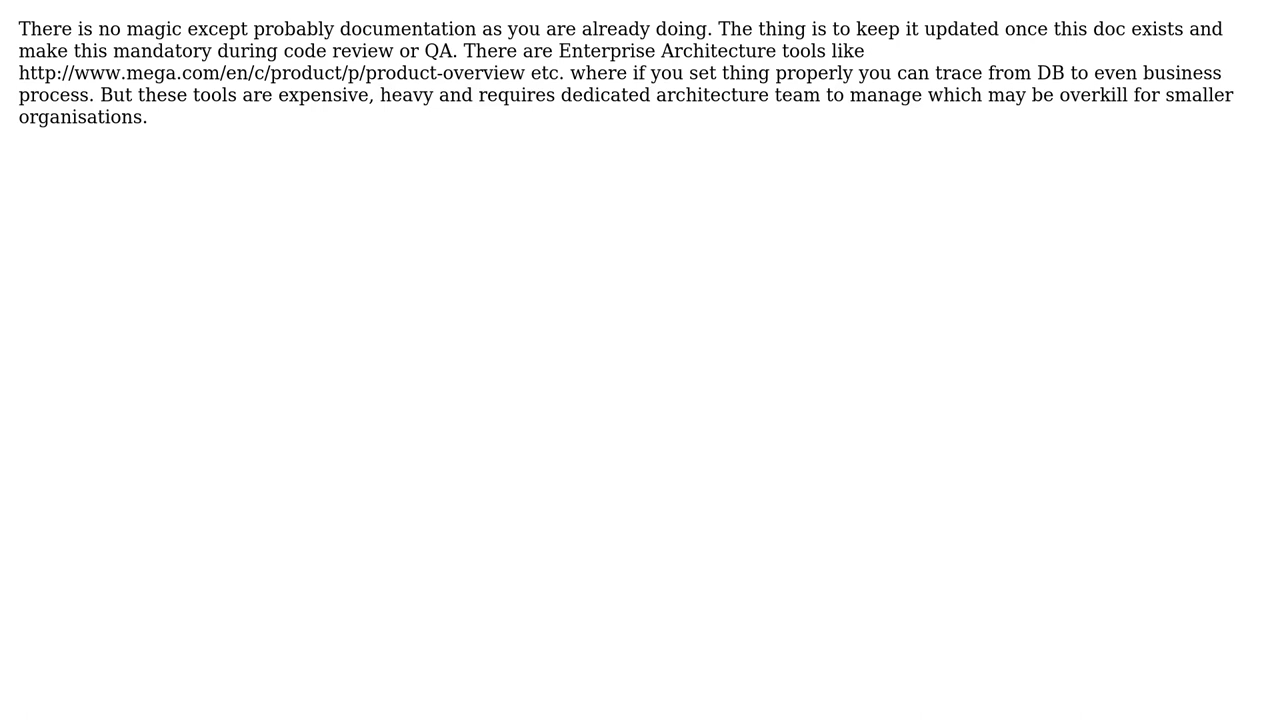 There is no magic except probably documentation as you are already doing. The thing is to keep it updated once this doc exists and
make this mandatory during code review or QA. There are Enterprise Architecture tools like
http://www.mega.com/en/c/product/p/product-overview etc. where if you set thing properly you can trace from DB to even business
process. But these tools are expensive, heavy and requires dedicated architecture team to manage which may be overkill for smaller
organisations.